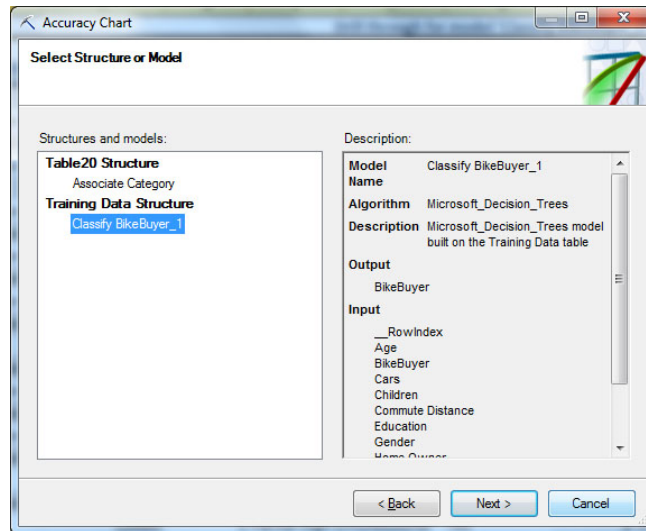 Accuracy Chart
Select Structure or Model
Structures and models:
Table20 Structure
Associate Category
Training Data Structure
Classify BikeBuyer_1
Description:
Model Name Classify BikeBuyer_1
Algorithm Microsoft_Decision_Trees
Description Microsoft_Decision_Trees model
built on the Training Data table
Output
BikeBuyer
Input
__RowIndex
Age
BikeBuyer
Cars
Children
Commute Distance
Education
Gender
Home Owner
< Back Next > Cancel